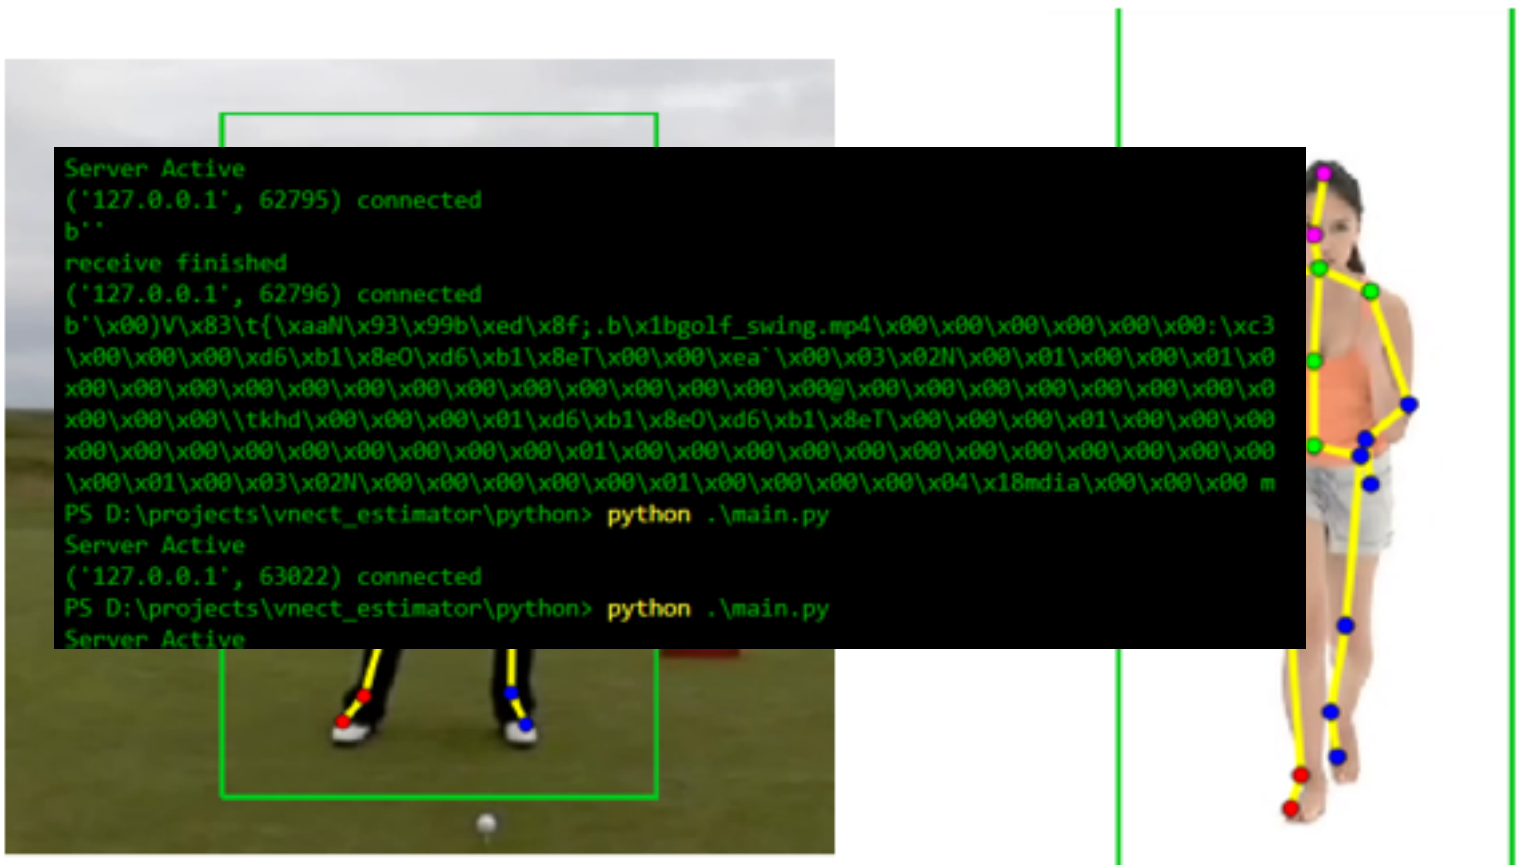 Server Active
('127.0.0.1', 62795) connected
b''
receive finished
('127.0.0.1', 62796) connected
b'\x00)V\x83\t{\xaaN\x93\x99b\xed\x8f;.b\x1bgolf_swing.mp4\x00\x00\x00\x00\x00\x00\x00:\xc3
\x00\x00\x00\xd6\xb1\x8eO\xd6\xb1\x8eT\x00\x00\xea`\x00\x03\x02N\x00\x01\x00\x00\x01\x0
x00\x00\x00\x00\x00\x00\x00\x00\x00\x00\x00\x00\x00\x00@\x00\x00\x00\x00\x00\x00\x00\x0
x00\x00\x00\\tkhd\x00\x00\x00\x01\xd6\xb1\x8eO\xd6\xb1\x8eT\x00\x00\x00\x01\x00\x00\x00
x00\x00\x00\x00\x00\x00\x00\x00\x00\x01\x00\x00\x00\x00\x00\x00\x00\x00\x00\x00\x00\x00
\x00\x01\x00\x03\x02N\x00\x00\x00\x00\x00\x01\x00\x00\x00\x00\x04\x18mdia\x00\x00\x00 m
PS D:\projects\vnect_estimator\python> python .\main.py
Server Active
('127.0.0.1', 63022) connected
PS D:\projects\vnect_estimator\python> python .\main.py
Server Active